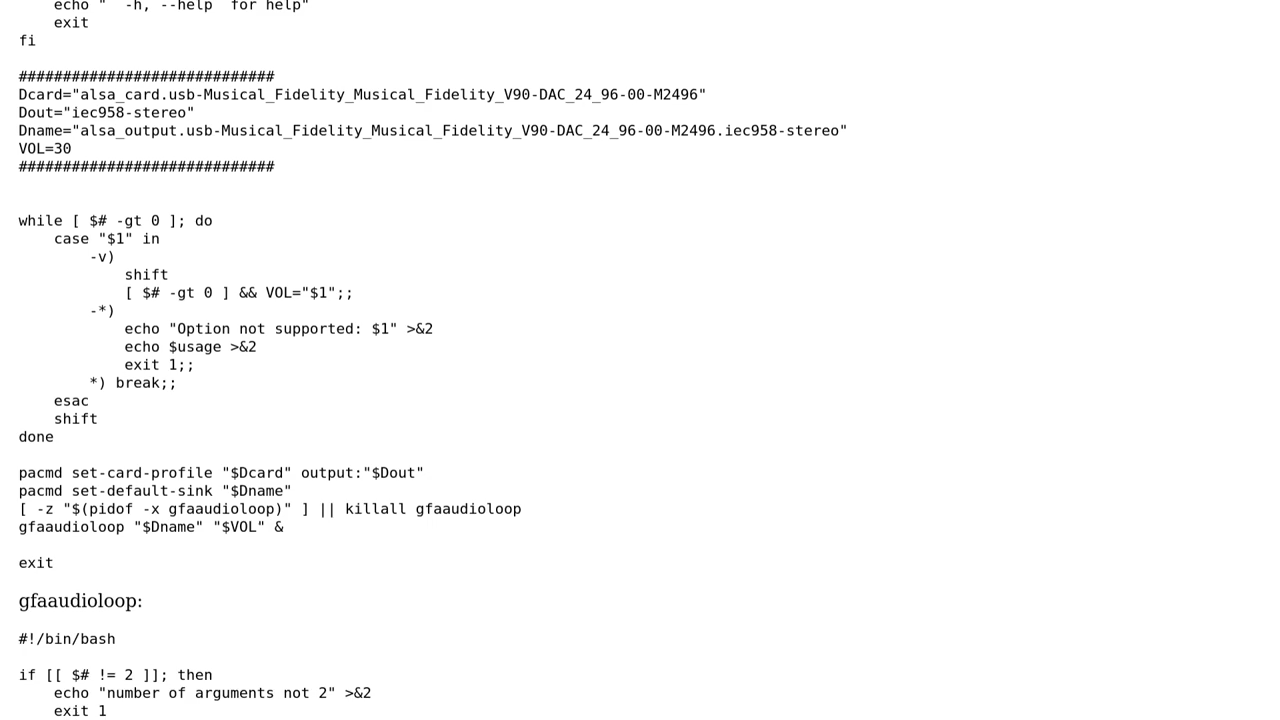 echo "  -h, --help  for help"
    exit
fi

#############################
Dcard="alsa_card.usb-Musical_Fidelity_Musical_Fidelity_V90-DAC_24_96-00-M2496"
Dout="iec958-stereo"
Dname="alsa_output.usb-Musical_Fidelity_Musical_Fidelity_V90-DAC_24_96-00-M2496.iec958-stereo"
VOL=30
#############################

while [ $# -gt 0 ]; do
    case "$1" in
        -v)
            shift
            [ $# -gt 0 ] && VOL="$1";;
        -*)
            echo "Option not supported: $1" >&2
            echo $usage >&2
            exit 1;;
        *) break;;
    esac
    shift
done

pacmd set-card-profile "$Dcard" output:"$Dout"
pacmd set-default-sink "$Dname"
[ -z "$(pidof -x gfaaudioloop)" ] || killall gfaaudioloop
gfaaudioloop "$Dname" "$VOL" &

exit

gfaaudioloop:

#!/bin/bash

if [[ $# != 2 ]]; then
    echo "number of arguments not 2" >&2
    exit 1